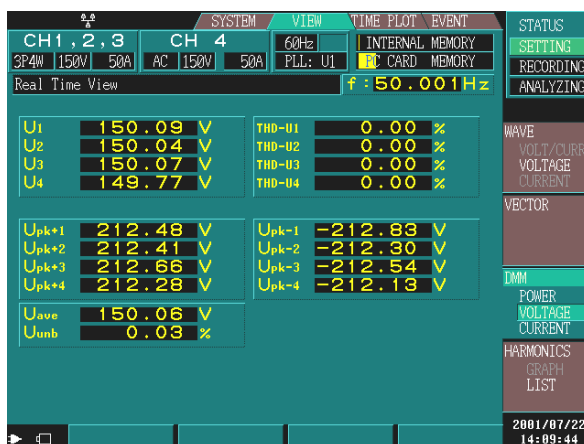 SYSTEM VIEW TIME PLOT EVENT
CH1,2,3 CH 4 60Hz INTERNAL MEMORY
3P4W 150V 50A AC 150V 50A PLL: U1 PC CARD MEMORY
Real Time View f:50.001Hz
U1 150.09 V THD-U1 0.00 %
U2 150.04 V THD-U2 0.00 %
U3 150.07 V THD-U3 0.00 %
U4 149.77 V THD-U4 0.00 %
Upk+1 212.48 V Upk-1 -212.83 V
Upk+2 212.41 V Upk-2 -212.30 V
Upk+3 212.66 V Upk-3 -212.54 V
Upk+4 212.28 V Upk-4 -212.13 V
Uave 150.06 V
Uunb 0.03 %
STATUS
SETTING
RECORDING
ANALYZING
WAVE
VOLT/CURR
VOLTAGE
CURRENT
VECTOR
DMM
POWER
VOLTAGE
CURRENT
HARMONICS
GRAPH
LIST
2001/07/22
14:09:44